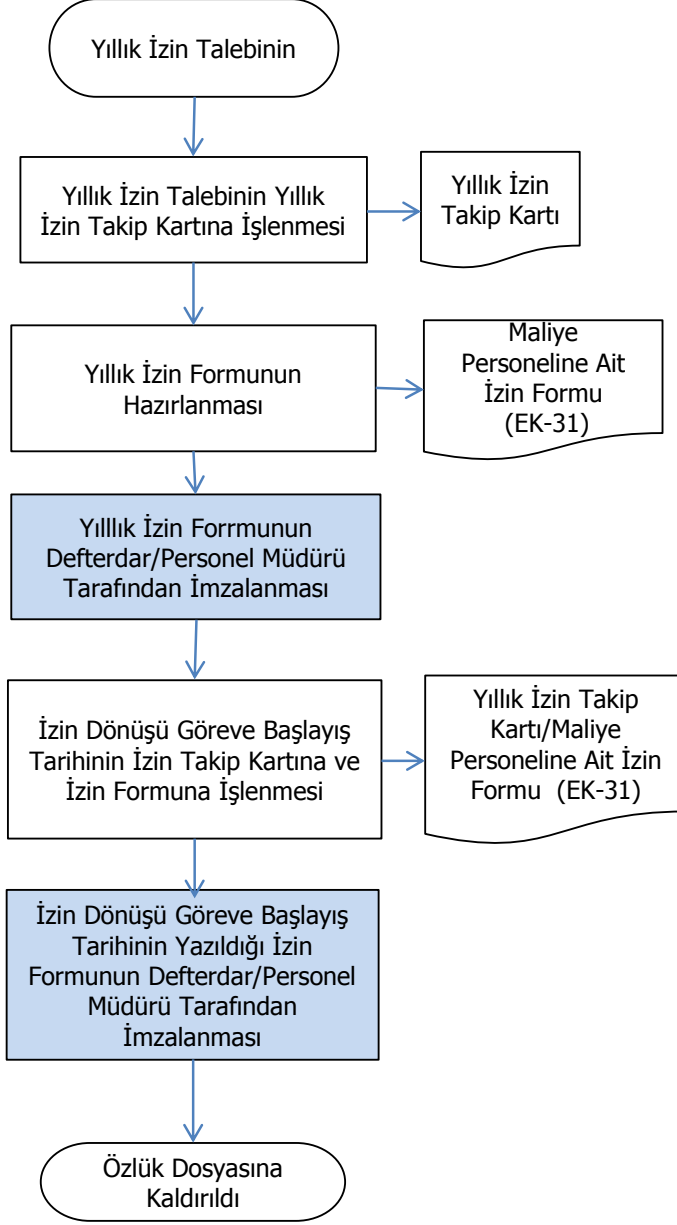 Yıllık İzin Talebinin
Yıllık İzin Talebinin Yıllık
İzin Takip Kartına İşlenmesi
Yıllık İzin
Takip Kartı
Yıllık İzin Formunun
Hazırlanması
Maliye
Personeline Ait
İzin Formu
(EK-31)
Yılllık İzin Forrmunun
Defterdar/Personel Müdürü
Tarafından İmzalanması
İzin Dönüşü Göreve Başlayış
Tarihinin İzin Takip Kartına ve
İzin Formuna İşlenmesi
Yıllık İzin Takip
Kartı/Maliye
Personeline Ait İzin
Formu  (EK-31)
İzin Dönüşü Göreve Başlayış
Tarihinin Yazıldığı İzin
Formunun Defterdar/Personel
Müdürü Tarafından
İmzalanması
Özlük Dosyasına
Kaldırıldı